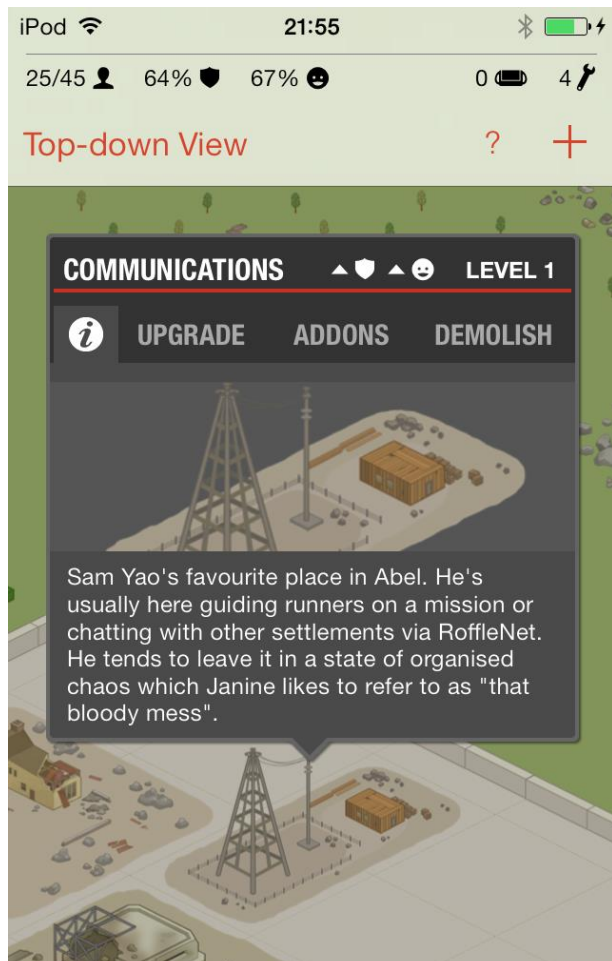 iPod 21:55
25/45 64% 67% 0 4
Top-down View ? +
COMMUNICATIONS LEVEL 1
i UPGRADE ADDONS DEMOLISH
Sam Yao's favourite place in Abel. He's
usually here guiding runners on a mission or
chatting with other settlements via RoffleNet.
He tends to leave it in a state of organised
chaos which Janine likes to refer to as "that
bloody mess".